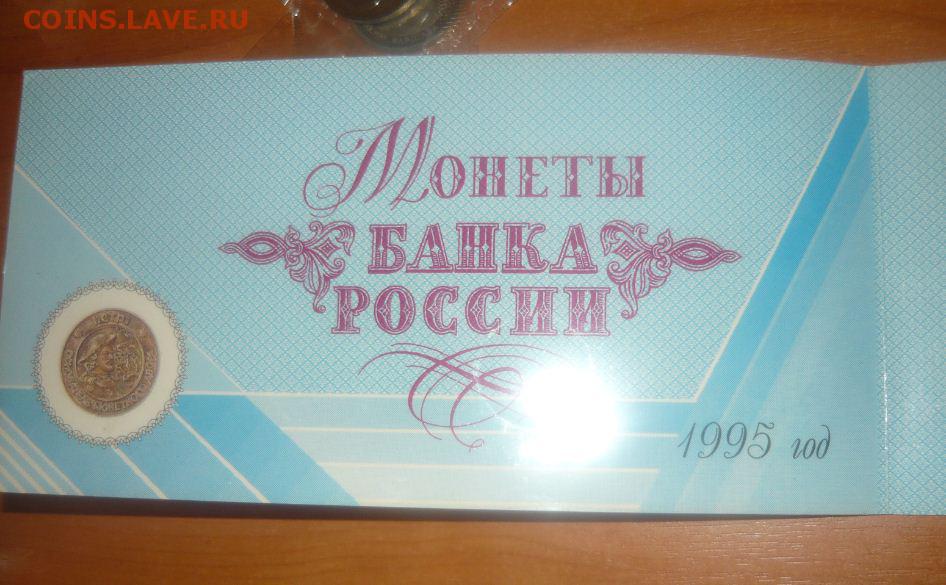 COINS.LAVE.RU
Монеты
БАНКА
РОССИИ
1995 год